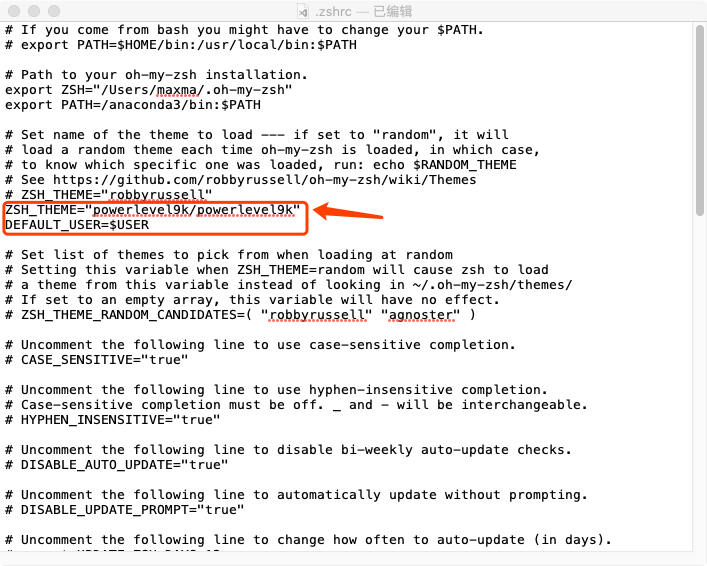 .zshrc — 已编辑
# If you come from bash you might have to change your $PATH.
# export PATH=$HOME/bin:/usr/local/bin:$PATH
# Path to your oh-my-zsh installation.
export ZSH="/Users/maxma/.oh-my-zsh"
export PATH=/anaconda3/bin:$PATH
# Set name of the theme to load --- if set to "random", it will
# load a random theme each time oh-my-zsh is loaded, in which case,
# to know which specific one was loaded, run: echo $RANDOM_THEME
# See https://github.com/robbyrussell/oh-my-zsh/wiki/Themes
# ZSH_THEME="robbyrussell"
ZSH_THEME="powerlevel9k/powerlevel9k"
DEFAULT_USER=$USER
# Set list of themes to pick from when loading at random
# Setting this variable when ZSH_THEME=random will cause zsh to load
# a theme from this variable instead of looking in ~/.oh-my-zsh/themes/
# If set to an empty array, this variable will have no effect.
# ZSH_THEME_RANDOM_CANDIDATES=( "robbyrussell" "agnoster" )
# Uncomment the following line to use case-sensitive completion.
# CASE_SENSITIVE="true"
# Uncomment the following line to use hyphen-insensitive completion.
# Case-sensitive completion must be off. _ and - will be interchangeable.
# HYPHEN_INSENSITIVE="true"
# Uncomment the following line to disable bi-weekly auto-update checks.
# DISABLE_AUTO_UPDATE="true"
# Uncomment the following line to automatically update without prompting.
# DISABLE_UPDATE_PROMPT="true"
# Uncomment the following line to change how often to auto-update (in days).